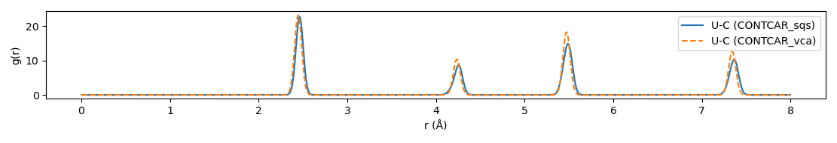 g(r)
20
10
0
U-C (CONTCAR_sqs)
U-C (CONTCAR_vca)
0 1 2 3 4 5 6 7 8
r (Å)